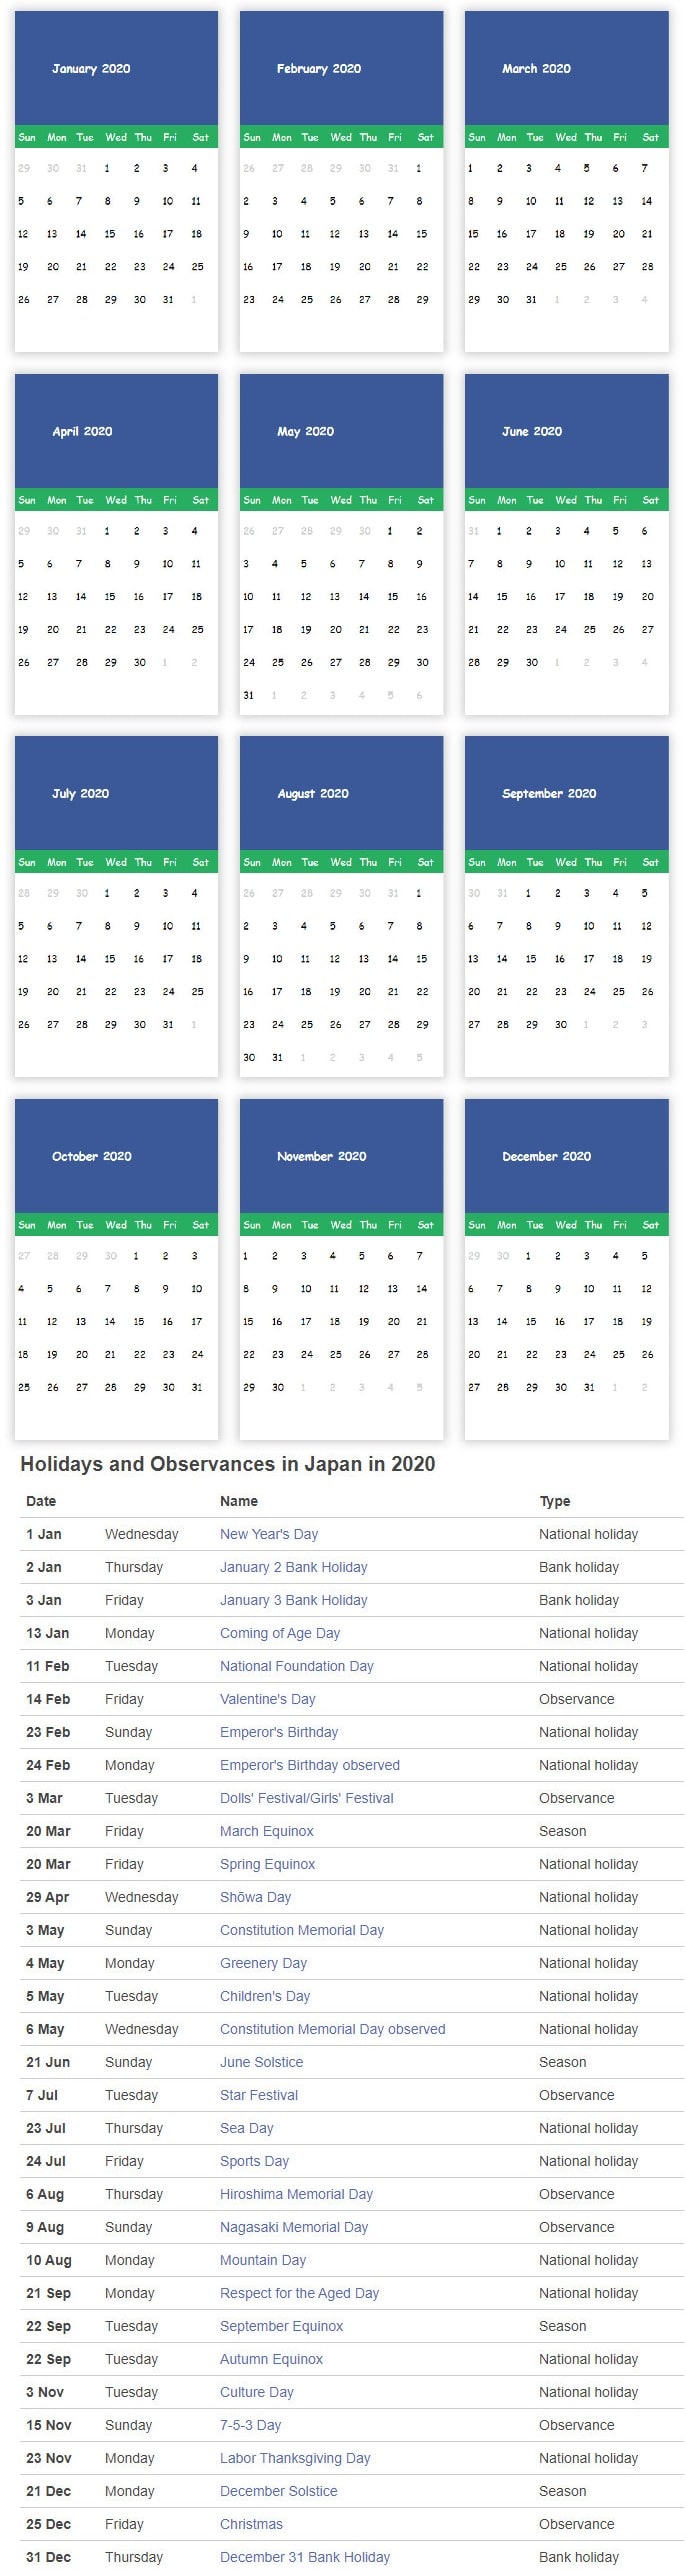 January 2020
Sun Mon Tue Wed Thu Fri Sat
29 30 31 1 2 3 4
5 6 7 8 9 10 11
12 13 14 15 16 17 18
19 20 21 22 23 24 25
26 27 28 29 30 31 1
February 2020
Sun Mon Tue Wed Thu Fri Sat
26 27 28 29 30 31 1
2 3 4 5 6 7 8
9 10 11 12 13 14 15
16 17 18 19 20 21 22
23 24 25 26 27 28 29
March 2020
Sun Mon Tue Wed Thu Fri Sat
1 2 3 4 5 6 7
8 9 10 11 12 13 14
15 16 17 18 19 20 21
22 23 24 25 26 27 28
29 30 31 1 2 3 4
April 2020
Sun Mon Tue Wed Thu Fri Sat
29 30 31 1 2 3 4
5 6 7 8 9 10 11
12 13 14 15 16 17 18
19 20 21 22 23 24 25
26 27 28 29 30 1 2
May 2020
Sun Mon Tue Wed Thu Fri Sat
26 27 28 29 30 1 2
3 4 5 6 7 8 9
10 11 12 13 14 15 16
17 18 19 20 21 22 23
24 25 26 27 28 29 30
31 1 2 3 4 5 6
June 2020
Sun Mon Tue Wed Thu Fri Sat
31 1 2 3 4 5 6
7 8 9 10 11 12 13
14 15 16 17 18 19 20
21 22 23 24 25 26 27
28 29 30 1 2 3 4
July 2020
Sun Mon Tue Wed Thu Fri Sat
28 29 30 1 2 3 4
5 6 7 8 9 10 11
12 13 14 15 16 17 18
19 20 21 22 23 24 25
26 27 28 29 30 31 1
August 2020
Sun Mon Tue Wed Thu Fri Sat
26 27 28 29 30 31 1
2 3 4 5 6 7 8
9 10 11 12 13 14 15
16 17 18 19 20 21 22
23 24 25 26 27 28 29
30 31 1 2 3 4 5
September 2020
Sun Mon Tue Wed Thu Fri Sat
30 31 1 2 3 4 5
6 7 8 9 10 11 12
13 14 15 16 17 18 19
20 21 22 23 24 25 26
27 28 29 30 1 2 3
October 2020
Sun Mon Tue Wed Thu Fri Sat
27 28 29 30 1 2 3
4 5 6 7 8 9 10
11 12 13 14 15 16 17
18 19 20 21 22 23 24
25 26 27 28 29 30 31
November 2020
Sun Mon Tue Wed Thu Fri Sat
1 2 3 4 5 6 7
8 9 10 11 12 13 14
15 16 17 18 19 20 21
22 23 24 25 26 27 28
29 30 1 2 3 4 5
December 2020
Sun Mon Tue Wed Thu Fri Sat
29 30 1 2 3 4 5
6 7 8 9 10 11 12
13 14 15 16 17 18 19
20 21 22 23 24 25 26
27 28 29 30 31 1 2
Holidays and Observances in Japan in 2020
Date Name Type
1 Jan Wednesday New Year's Day National holiday
2 Jan Thursday January 2 Bank Holiday Bank holiday
3 Jan Friday January 3 Bank Holiday Bank holiday
13 Jan Monday Coming of Age Day National holiday
11 Feb Tuesday National Foundation Day National holiday
14 Feb Friday Valentine's Day Observance
23 Feb Sunday Emperor's Birthday National holiday
24 Feb Monday Emperor's Birthday observed National holiday
3 Mar Tuesday Dolls' Festival/Girls' Festival Observance
20 Mar Friday March Equinox Season
20 Mar Friday Spring Equinox National holiday
29 Apr Wednesday Shōwa Day National holiday
3 May Sunday Constitution Memorial Day National holiday
4 May Monday Greenery Day National holiday
5 May Tuesday Children's Day National holiday
6 May Wednesday Constitution Memorial Day observed National holiday
21 Jun Sunday June Solstice Season
7 Jul Tuesday Star Festival Observance
23 Jul Thursday Sea Day National holiday
24 Jul Friday Sports Day National holiday
6 Aug Thursday Hiroshima Memorial Day Observance
9 Aug Sunday Nagasaki Memorial Day Observance
10 Aug Monday Mountain Day National holiday
21 Sep Monday Respect for the Aged Day National holiday
22 Sep Tuesday September Equinox Season
22 Sep Tuesday Autumn Equinox National holiday
3 Nov Tuesday Culture Day National holiday
15 Nov Sunday 7-5-3 Day Observance
23 Nov Monday Labor Thanksgiving Day National holiday
21 Dec Monday December Solstice Season
25 Dec Friday Christmas Observance
31 Dec Thursday December 31 Bank Holiday Bank holiday